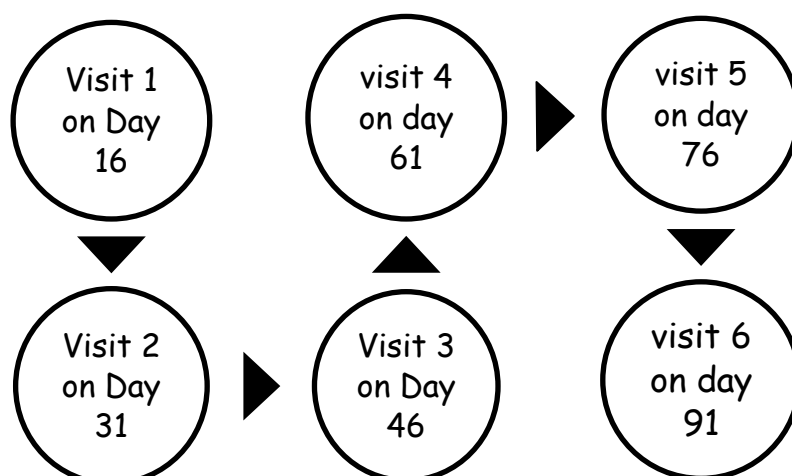 Visit 1
on Day
16
Visit 2
on Day
31
Visit 3
on Day
46
visit 4
on day
61
visit 5
on day
76
visit 6
on day
91